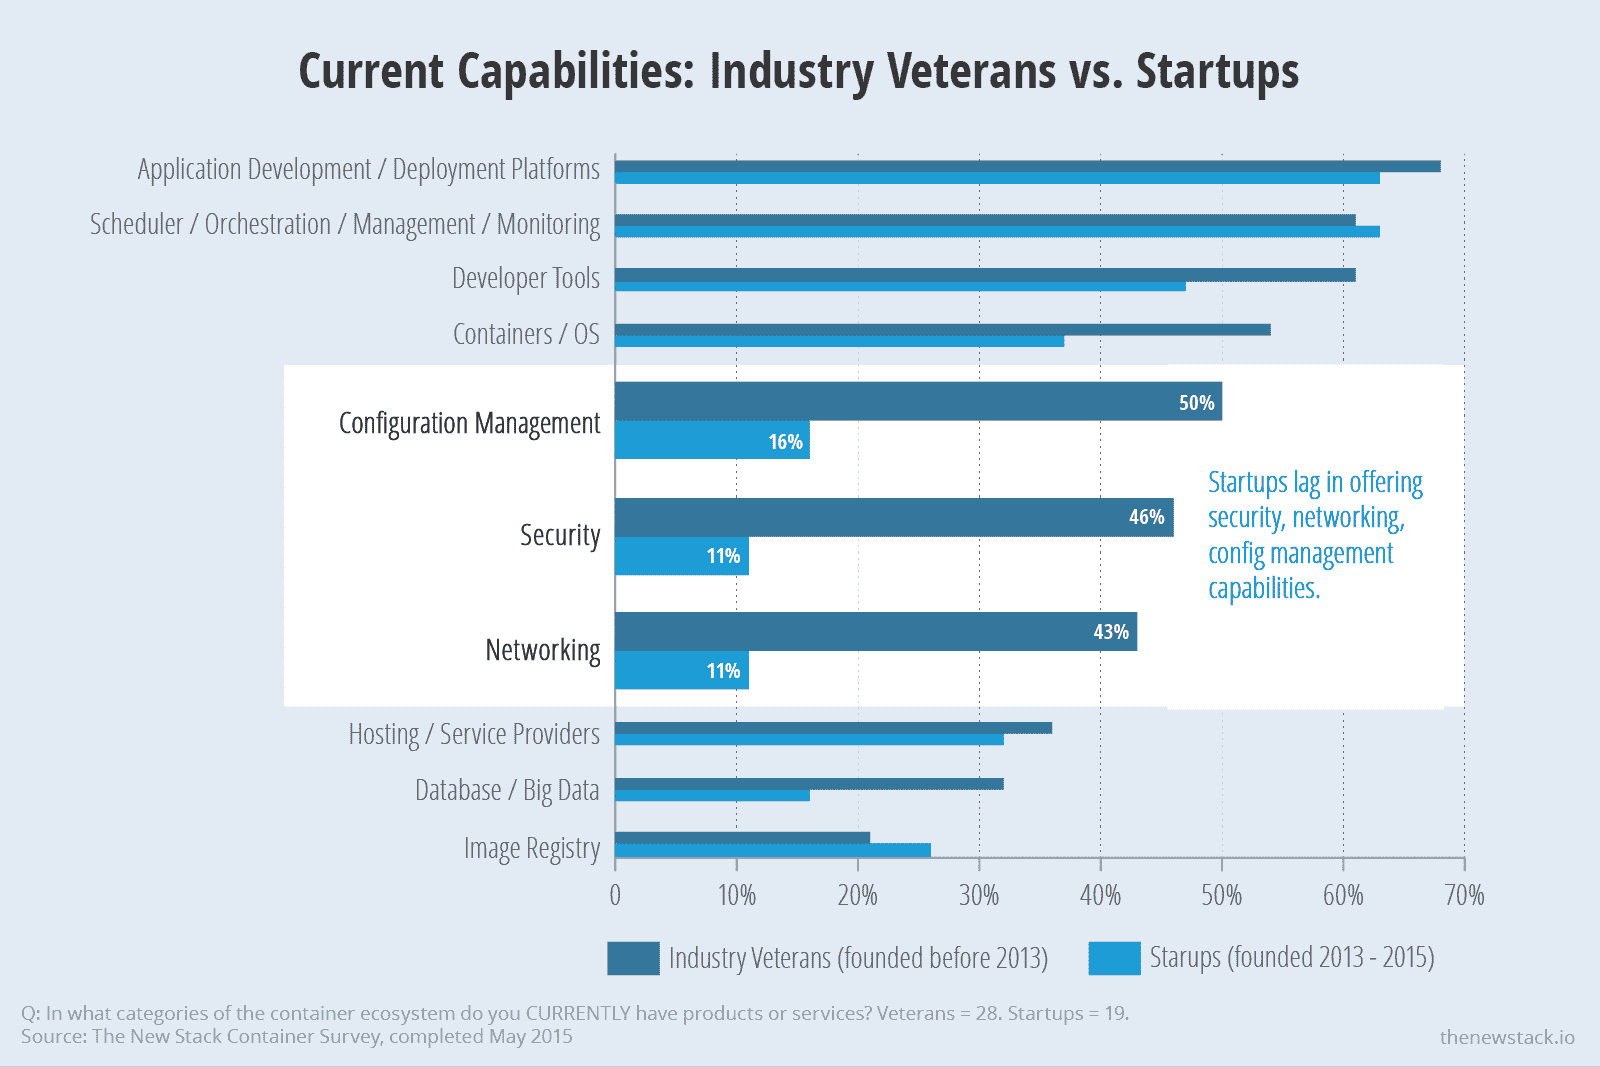 Current Capabilities: Industry Veterans vs. Startups
Application Development / Deployment Platforms
Scheduler / Orchestration / Management / Monitoring
Developer Tools
Containers / OS
Configuration Management
50%
16%
Security
46%
11%
Networking
43%
11%
Startups lag in offering
security, networking,
config management
capabilities.
Hosting / Service Providers
Database / Big Data
Image Registry
0 10% 20% 30% 40% 50% 60% 70%
Industry Veterans (founded before 2013) Starups (founded 2013 - 2015)
Q: In what categories of the container ecosystem do you CURRENTLY have products or services? Veterans = 28. Startups = 19.
Source: The New Stack Container Survey, completed May 2015
thenewstack.io